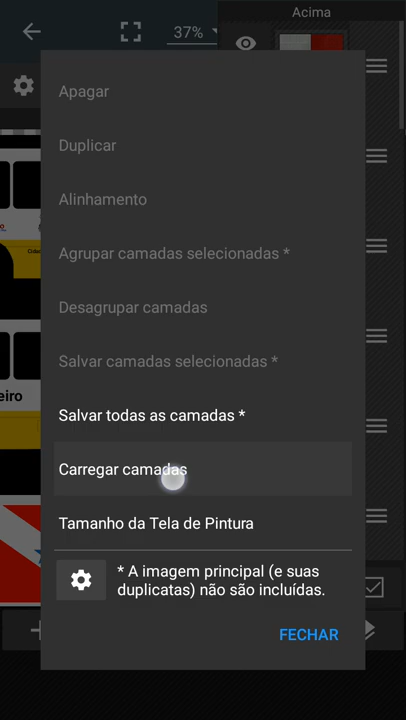 Acima
37%
Apagar
Duplicar
Alinhamento
Agrupar camadas selecionadas *
Desagrupar camadas
Salvar camadas selecionadas *
eiro
Salvar todas as camadas *
Carregar camadas
Tamanho da Tela de Pintura
* A imagem principal (e suas
duplicatas) não são incluídas.
FECHAR